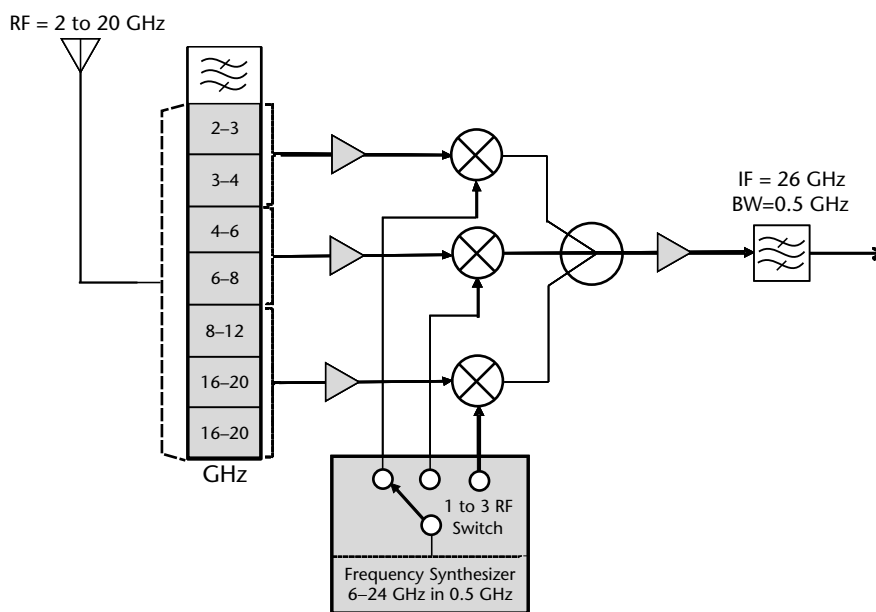 RF = 2 to 20 GHz
2–3
3–4
4–6
6–8
8–12
16–20
16–20
GHz
IF = 26 GHz
BW=0.5 GHz
1 to 3 RF
Switch
Frequency Synthesizer
6–24 GHz in 0.5 GHz